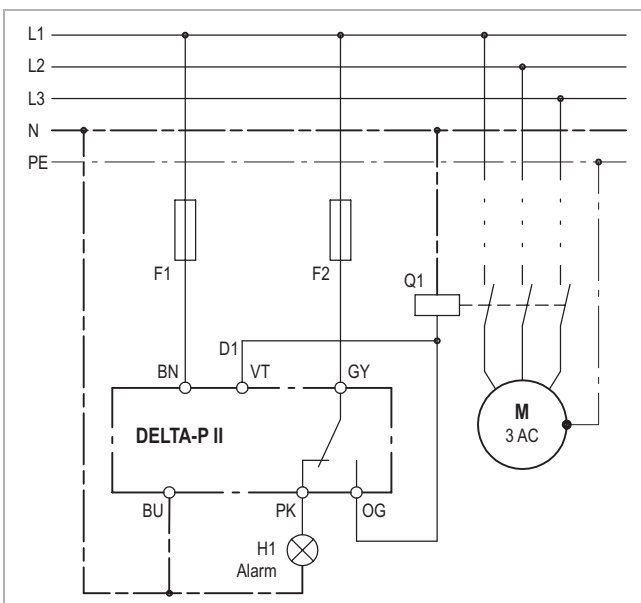 L1
L2
L3
N
PE
F1
F2
Q1
D1
BN
VT
GY
M
3 AC
DELTA-P II
BU
PK
OG
H1
Alarm